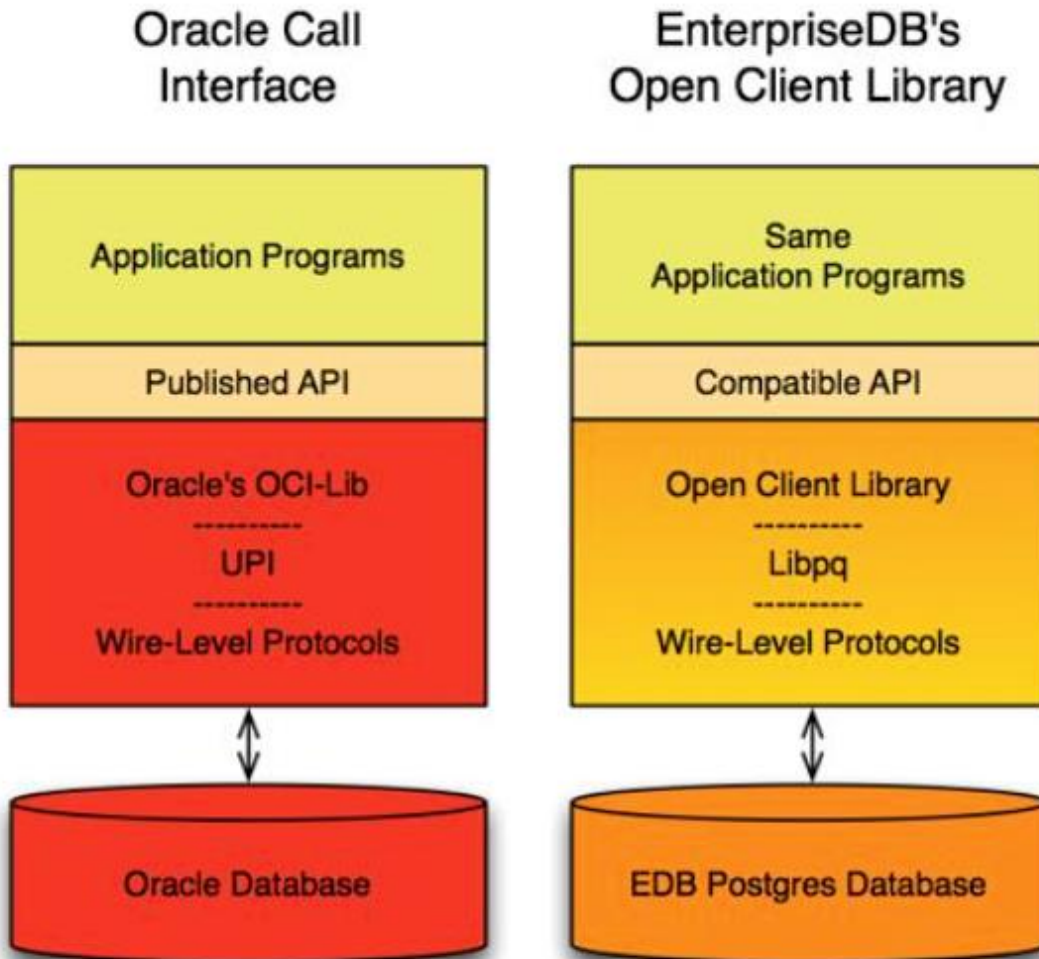 Oracle Call
Interface
Application Programs
Published API
Oracle's OCI-Lib
----------
UPI
----------
Wire-Level Protocols
Oracle Database
EnterpriseDB's
Open Client Library
Same
Application Programs
Compatible API
Open Client Library
----------
Libpq
----------
Wire-Level Protocols
EDB Postgres Database